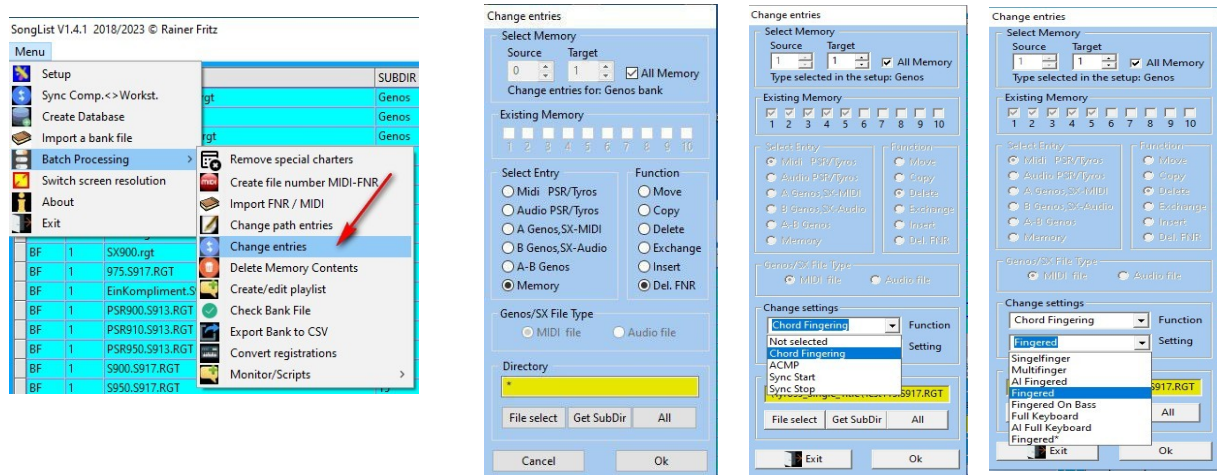 SongList V1.4.1 2018/2023 © Rainer Fritz
Menu
Setup
Sync Comp.<>Workst.
Create Database
Import a bank file
Batch Processing >
Switch screen resolution
About
Exit
SUBDIR
rgt Genos
Genos
rgt Genos
Remove special charters
Create file number MIDI-FNR
Import FNR / MIDI
Change path entries
Change entries
Delete Memory Contents
Create/edit playlist
Check Bank File
Export Bank to CSV
Convert registrations
Monitor/Scripts >
BF 1 SX900.rgt
BF 1 975.S917.RGT
BF 1 EinKompliment.S
BF 1 PSR900.S913.RGT
BF 1 PSR910.S913.RGT
BF 1 PSR950.S913.RGT
BF 1 S900.S917.RGT
BF 1 S950.S917.RGT
Change entries
Select Memory
Source Target
0 1 All Memory
Change entries for: Genos bank
Existing Memory
1 2 3 4 5 6 7 8 9 10
Select Entry Function
Midi PSR/Tyros Move
Audio PSR/Tyros Copy
A Genos,SX-MIDI Delete
B Genos,SX-Audio Exchange
A-B Genos Insert
Memory Del. FNR
Genos/SX File Type
MIDI file Audio file
Directory
*
File select Get SubDir All
Cancel Ok
Change entries
Select Memory
Source Target
1 1 All Memory
Type selected in the setup: Genos
Existing Memory
1 2 3 4 5 6 7 8 9 10
Select Entry Function
Midi PSR/Tyros Move
Audio PSR/Tyros Copy
A Genos,SX-MIDI Delete
B Genos,SX-Audio Exchange
A-B Genos Insert
Memory Del. FNR
Genos/SX File Type
MIDI file Audio file
Change settings
Chord Fingering Function
Setting
Not selected
Chord Fingering
ACMP
Sync Start
Sync Stop
File select Get SubDir All
Exit Ok
Change entries
Select Memory
Source Target
1 1 All Memory
Type selected in the setup: Genos
Existing Memory
1 2 3 4 5 6 7 8 9 10
Select Entry Function
Midi PSR/Tyros Move
Audio PSR/Tyros Copy
A Genos,SX-MIDI Delete
B Genos,SX-Audio Exchange
A-B Genos Insert
Memory Del. FNR
Genos/SX File Type
MIDI file Audio file
Change settings
Chord Fingering Function
Fingered Setting
Singelfinger
Multifinger
AI Fingered
Fingered
Fingered On Bass
Full Keyboard
AI Full Keyboard
Fingered*
S917.RGT
All
Exit Ok